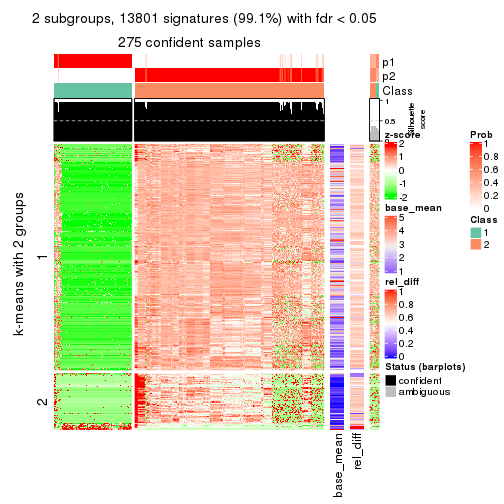 2 subgroups, 13801 signatures (99.1%) with fdr < 0.05
275 confident samples
p1
p2
Class
1
0.5
0
Silhouette
score
k-means with 2 groups
1
2
base_mean
rel_diff
z-score
2
1
0
-1
-2
base_mean
5
4
3
2
1
rel_diff
1
0.8
0.6
0.4
0.2
0
Status (barplots)
confident
ambiguous
Prob
1
0.8
0.6
0.4
0.2
0
Class
1
2